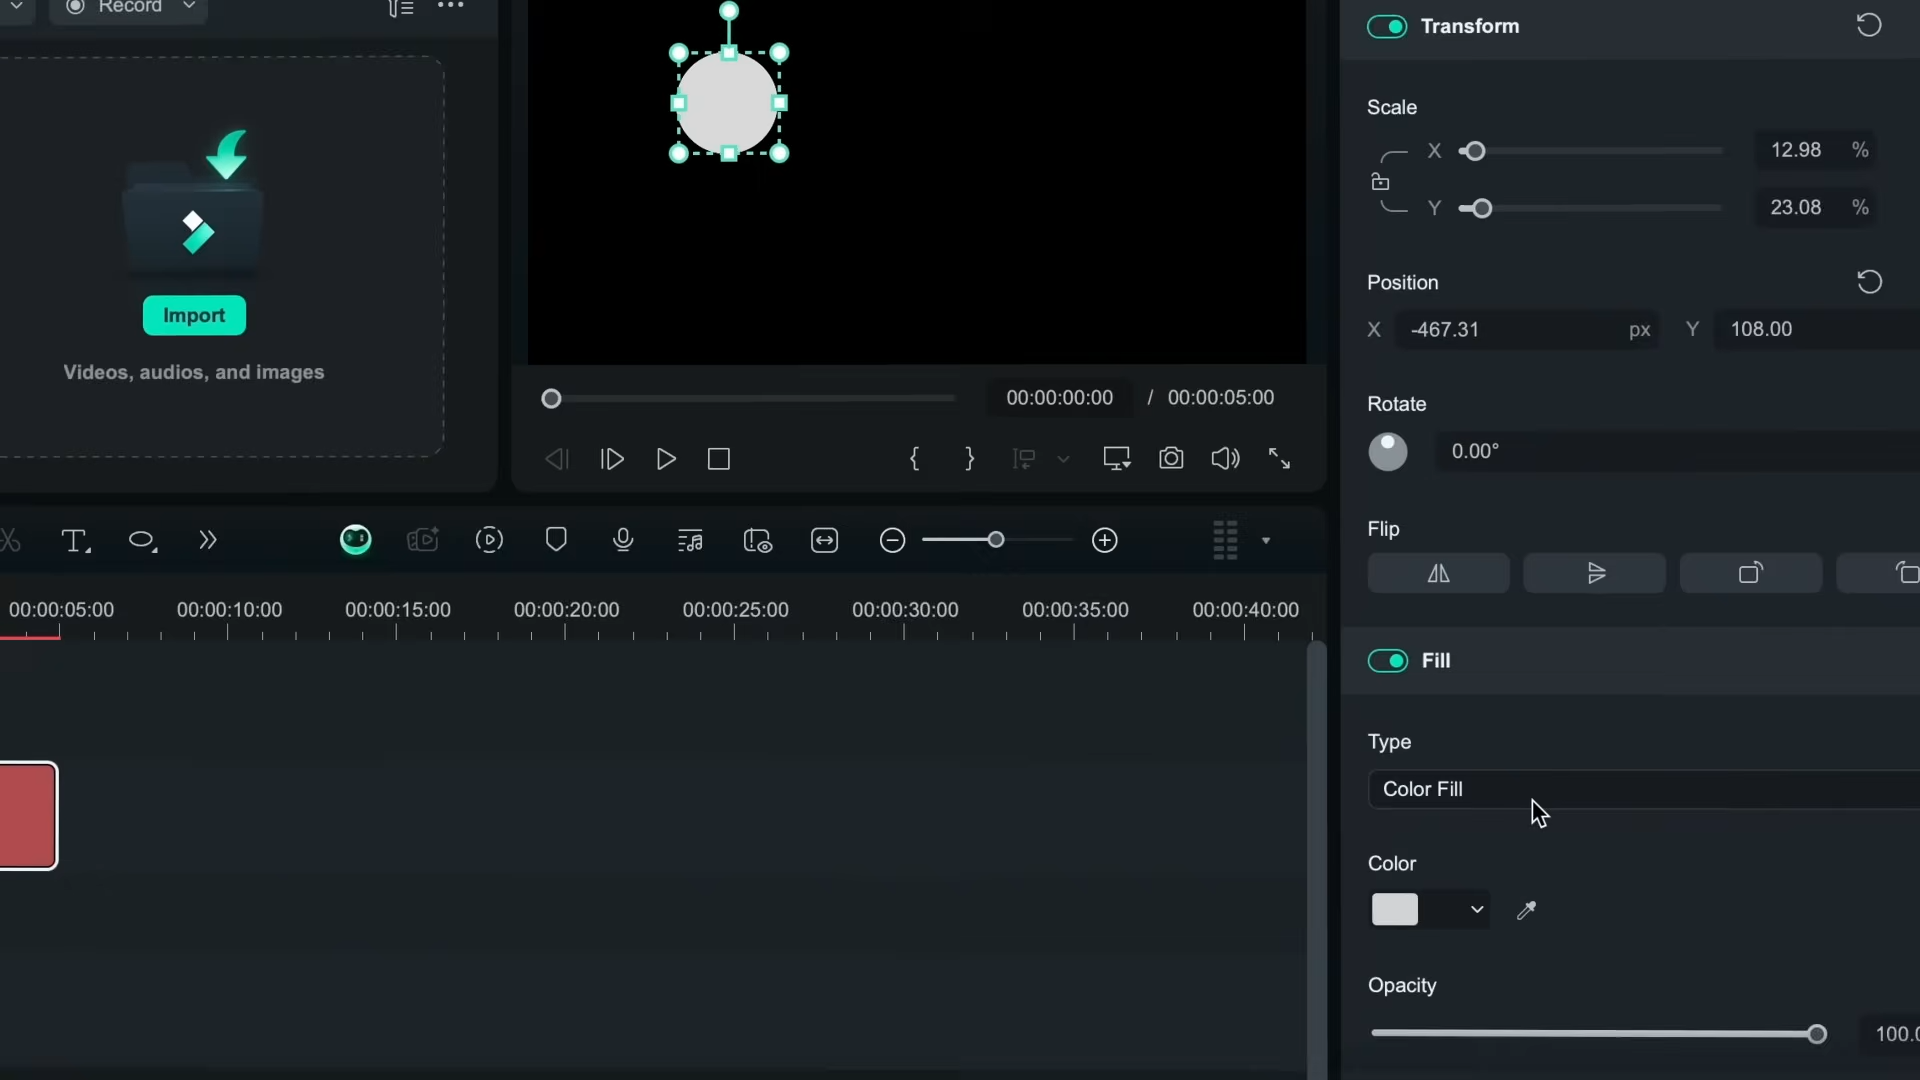 Record
Import
Videos, audios, and images
00:00:00:00 / 00:00:05:00
00:00:05:00 00:00:10:00 00:00:15:00 00:00:20:00 00:00:25:00 00:00:30:00 00:00:35:00 00:00:40:00
Transform
Scale
X 12.98 %
Y 23.08 %
Position
X -467.31 px Y 108.00
Rotate
0.00°
Flip
Fill
Type
Color Fill
Color
Opacity
100.0